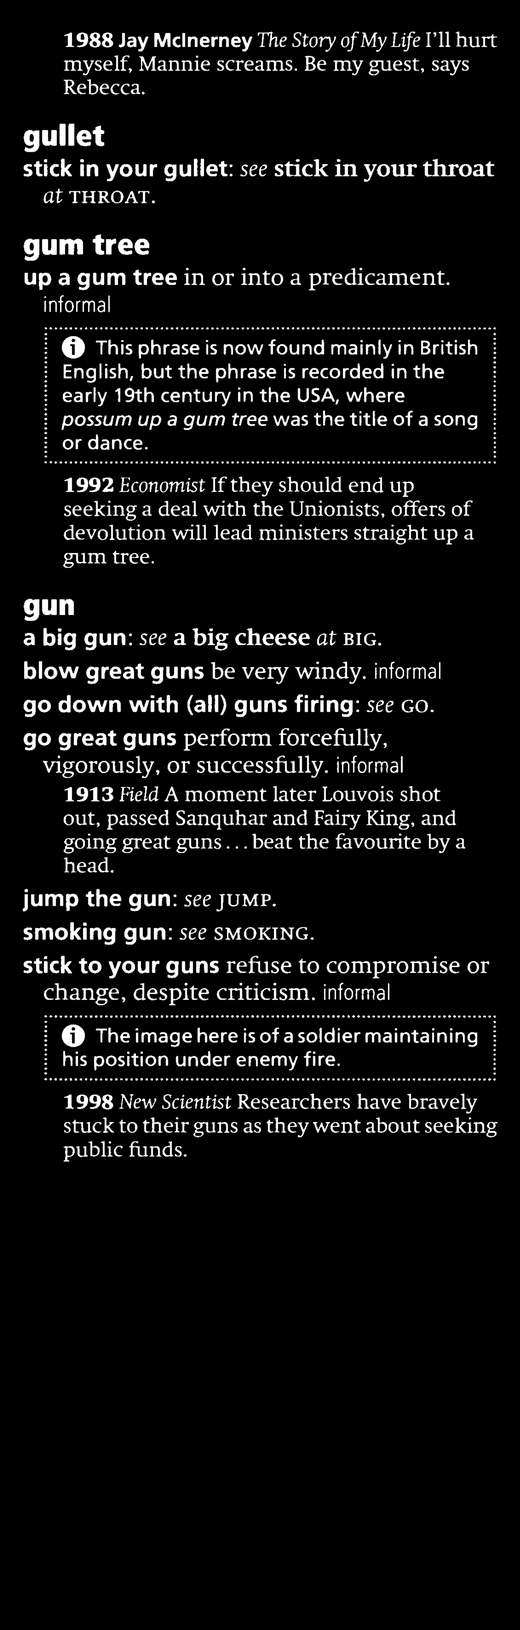 1988 Jay McInerney The Story of My Life I'll hurt
myself, Mannie screams. Be my guest, says
Rebecca.
gullet
stick in your gullet: see stick in your throat
at THROAT.
gum tree
up a gum tree in or into a predicament.
informal
i This phrase is now found mainly in British
English, but the phrase is recorded in the
early 19th century in the USA, where
possum up a gum tree was the title of a song
or dance.
1992 Economist If they should end up
seeking a deal with the Unionists, offers of
devolution will lead ministers straight up a
gum tree.
gun
a big gun: see a big cheese at BIG.
blow great guns be very windy. informal
go down with (all) guns firing: see GO.
go great guns perform forcefully,
vigorously, or successfully. informal
1913 Field A moment later Louvois shot
out, passed Sanquhar and Fairy King, and
going great guns...beat the favourite by a
head.
jump the gun: see JUMP.
smoking gun: see SMOKING.
stick to your guns refuse to compromise or
change, despite criticism. informal
i The image here is of a soldier maintaining
his position under enemy fire.
1998 New Scientist Researchers have bravely
stuck to their guns as they went about seeking
public funds.